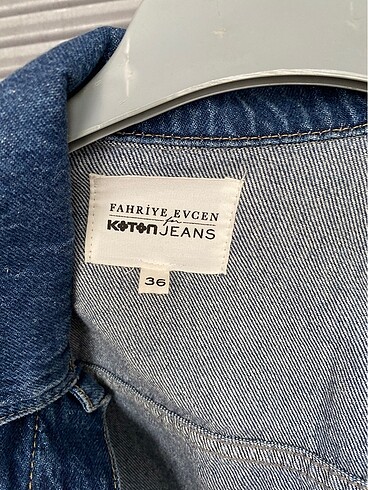 FAHRİYE EVCEN
for
KOTON JEANS
36